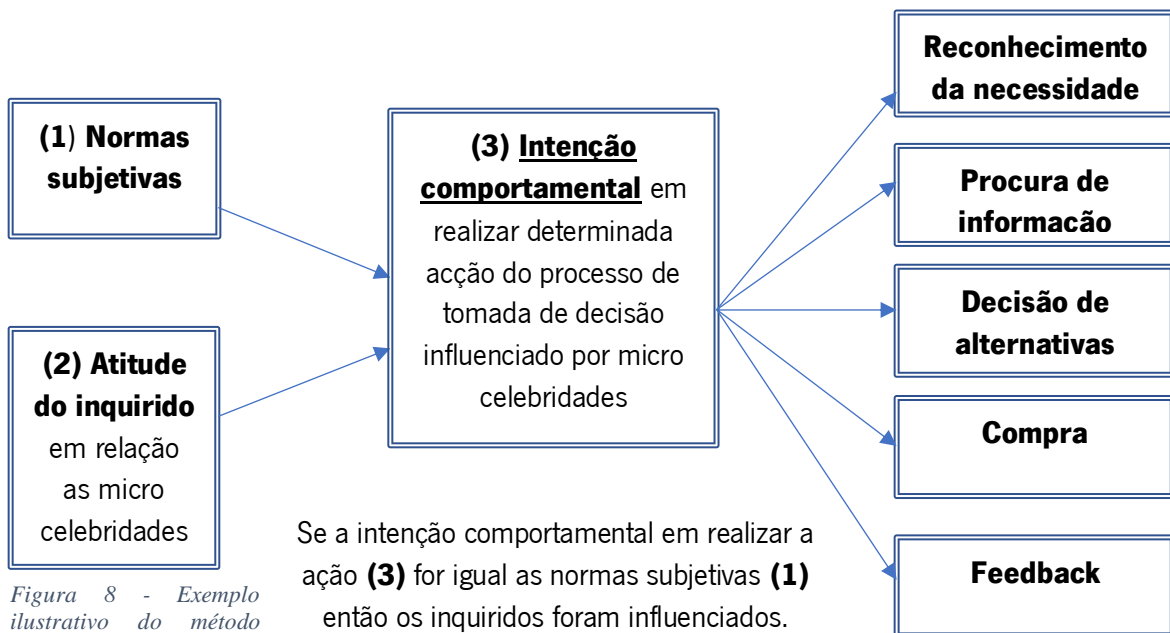 (1) Normas
subjetivas
(2) Atitude
do inquirido
em relação
as micro
celebridades
Figura 8 - Exemplo
ilustrativo do método
(3) Intenção
comportamental em
realizar determinada
acção do processo de
tomada de decisão
influenciado por micro
celebridades
Se a intenção comportamental em realizar a
ação (3) for igual as normas subjetivas (1)
então os inquiridos foram influenciados.
Reconhecimento
da necessidade
Procura de
informacão
Decisão de
alternativas
Compra
Feedback